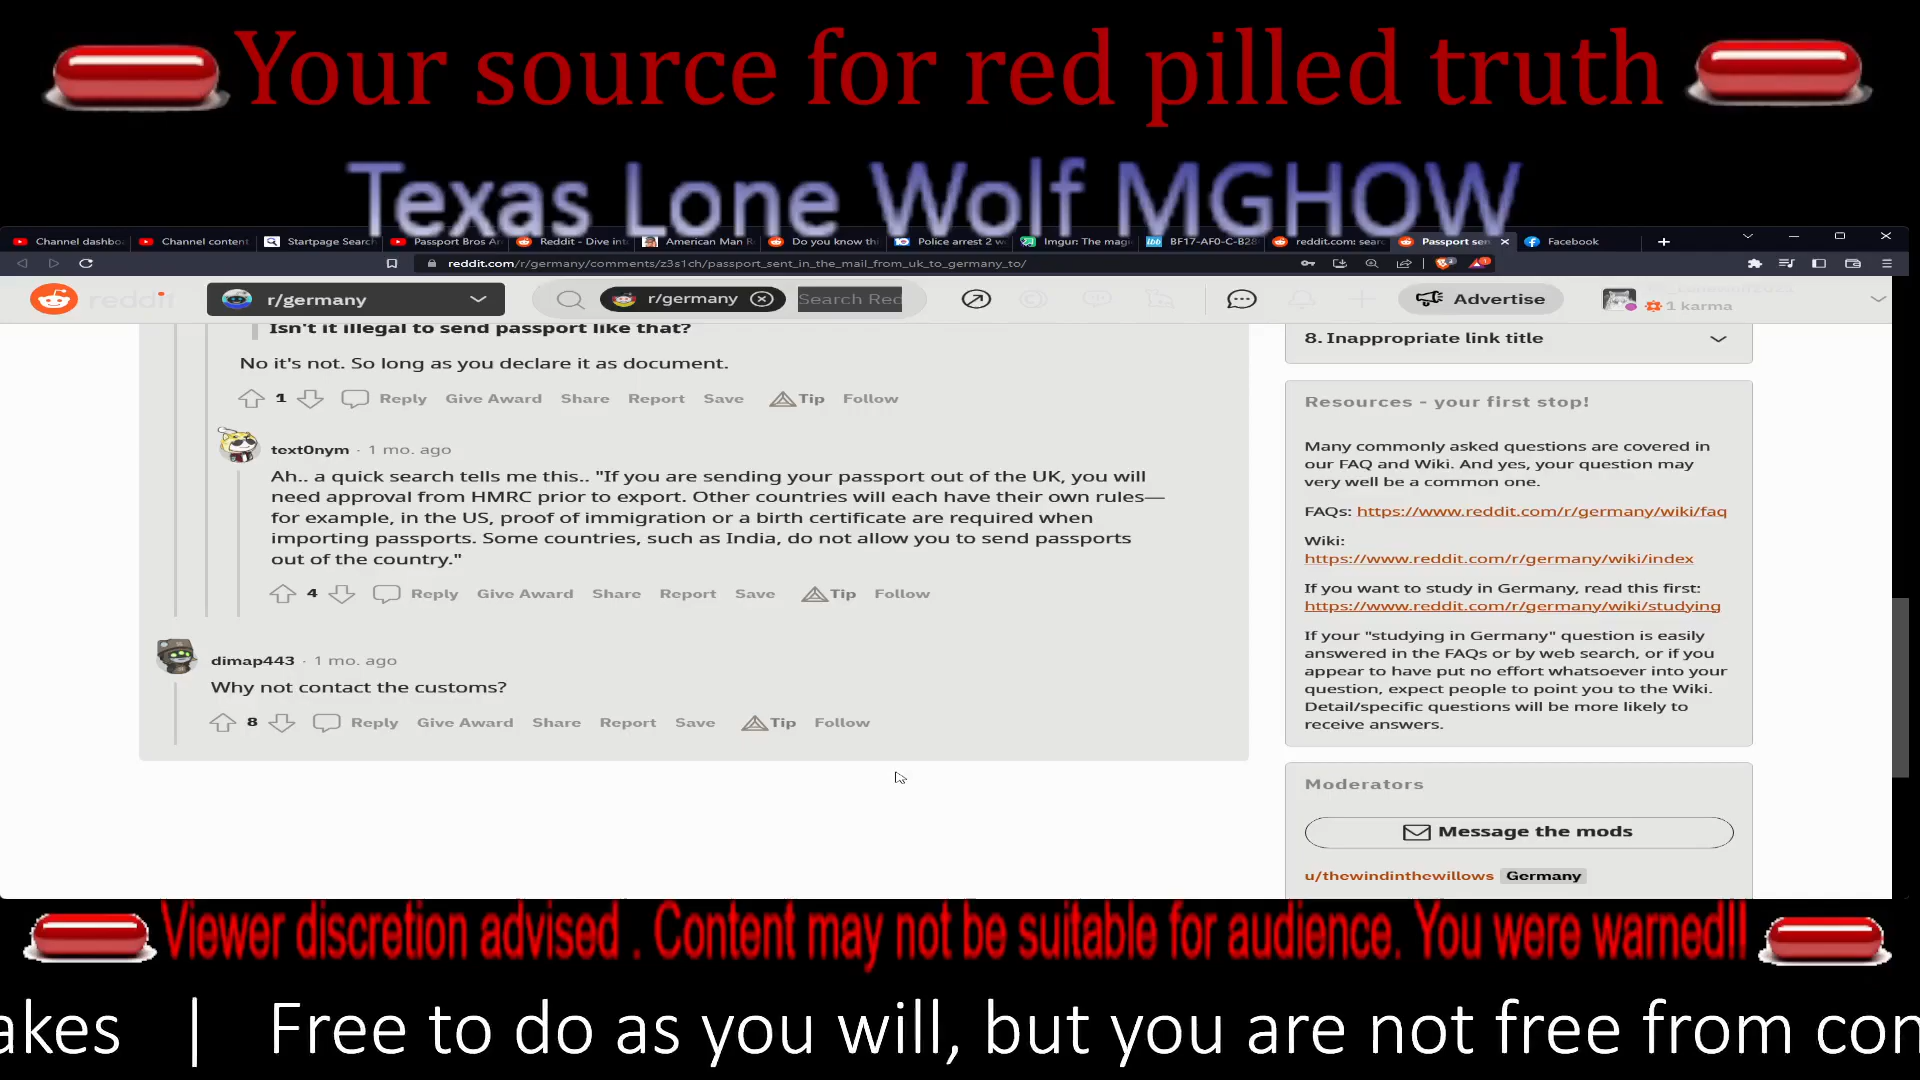 Your source for red pilled truth
Texas Lone Wolf MGHOW
Channel dashbo
Channel content
Startpage Search
Passport Bros An
Reddit - Dive int
American Man R
Do you know thi
Police arrest 2 w
Imgur: The magi
BF17-AF0-C-B28
reddit.com: searc
Passport sen
Facebook
reddit.com/r/germany/comments/z3s1ch/passport_sent_in_the_mail_from_uk_to_germany_to/
reddit
r/germany
r/germany
Search Red
Advertise
1 karma
Isn't it illegal to send passport like that?
No it's not. So long as you declare it as document.
1 Reply Give Award Share Report Save Tip Follow
text0nym · 1 mo. ago
Ah.. a quick search tells me this.. "If you are sending your passport out of the UK, you will
need approval from HMRC prior to export. Other countries will each have their own rules—
for example, in the US, proof of immigration or a birth certificate are required when
importing passports. Some countries, such as India, do not allow you to send passports
out of the country."
4 Reply Give Award Share Report Save Tip Follow
dimap443 · 1 mo. ago
Why not contact the customs?
8 Reply Give Award Share Report Save Tip Follow
8. Inappropriate link title
Resources - your first stop!
Many commonly asked questions are covered in
our FAQ and Wiki. And yes, your question may
very well be a common one.
FAQs: https://www.reddit.com/r/germany/wiki/faq
Wiki:
https://www.reddit.com/r/germany/wiki/index
If you want to study in Germany, read this first:
https://www.reddit.com/r/germany/wiki/studying
If your "studying in Germany" question is easily
answered in the FAQs or by web search, or if you
appear to have put no effort whatsoever into your
question, expect people to point you to the Wiki.
Detail/specific questions will be more likely to
receive answers.
Moderators
Message the mods
u/thewindinthewillows Germany
Viewer discretion advised . Content may not be suitable for audience. You were warned!!
akes | Free to do as you will, but you are not free from con